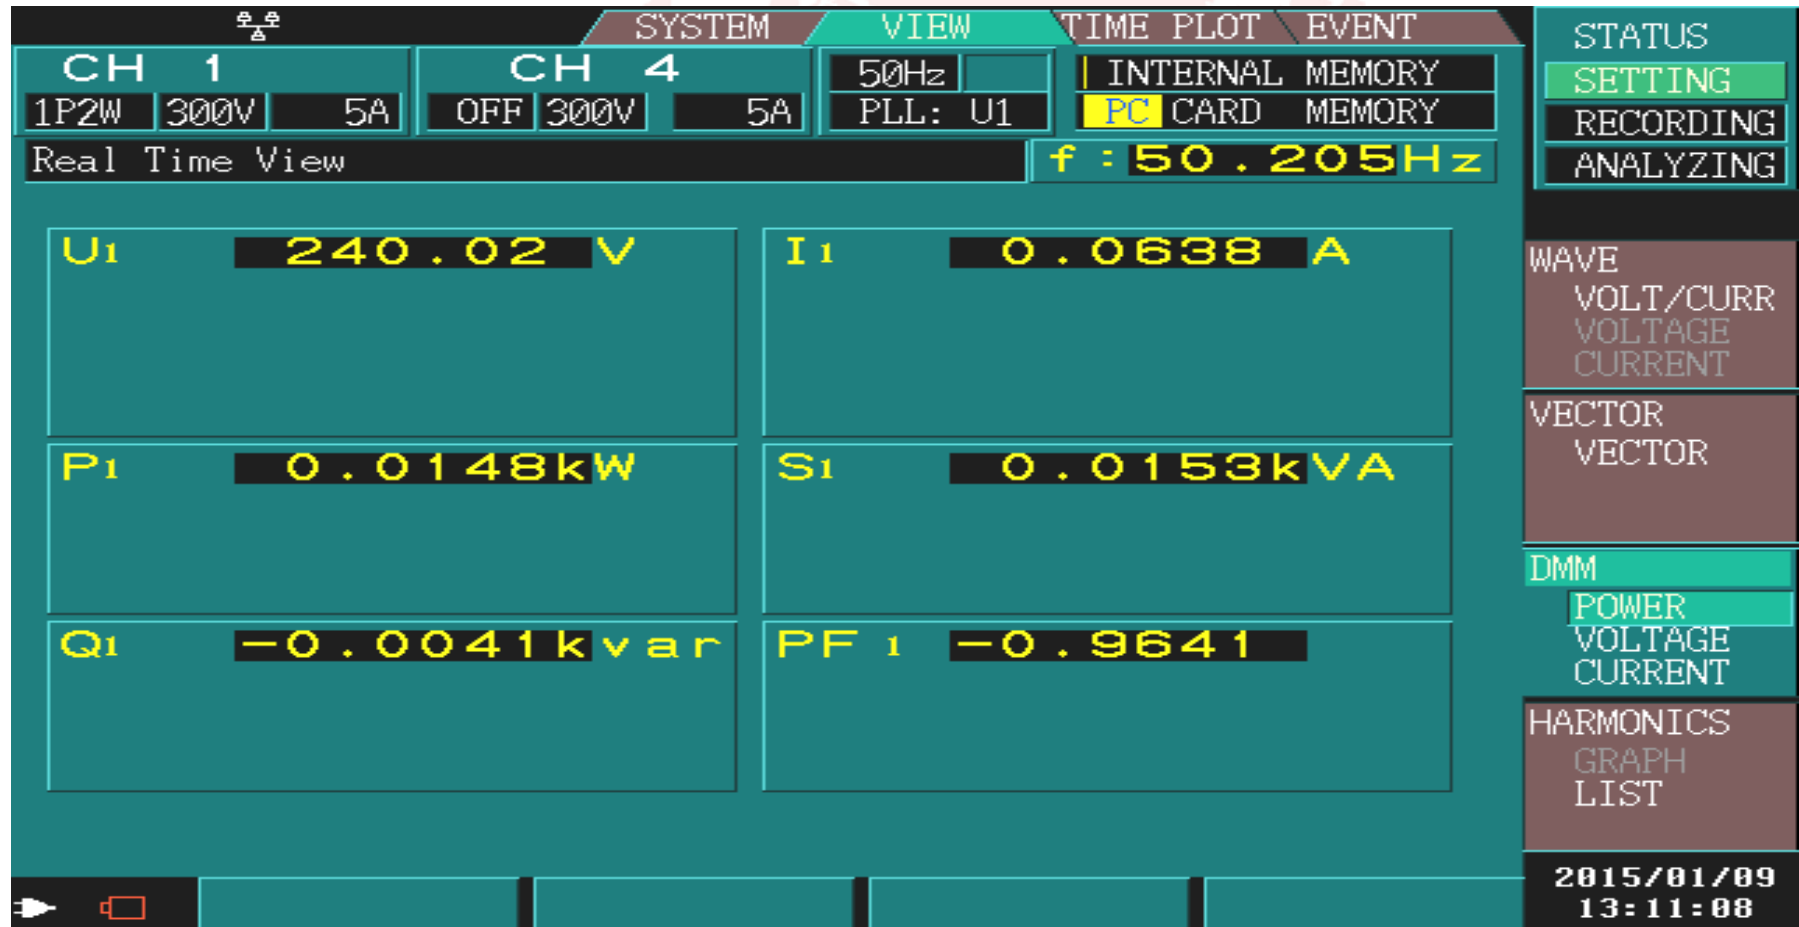 SYSTEM VIEW TIME PLOT EVENT
CH 1 CH 4 50Hz INTERNAL MEMORY
1P2W 300V 5A OFF 300V 5A PLL: U1 PC CARD MEMORY
Real Time View f:50.205Hz
U1 240.02 V I1 0.0638 A
P1 0.0148kW S1 0.0153kVA
Q1 -0.0041kvar PF1 -0.9641
STATUS
SETTING
RECORDING
ANALYZING
WAVE
VOLT/CURR
VOLTAGE
CURRENT
VECTOR
VECTOR
DMM
POWER
VOLTAGE
CURRENT
HARMONICS
GRAPH
LIST
2015/01/09
13:11:08